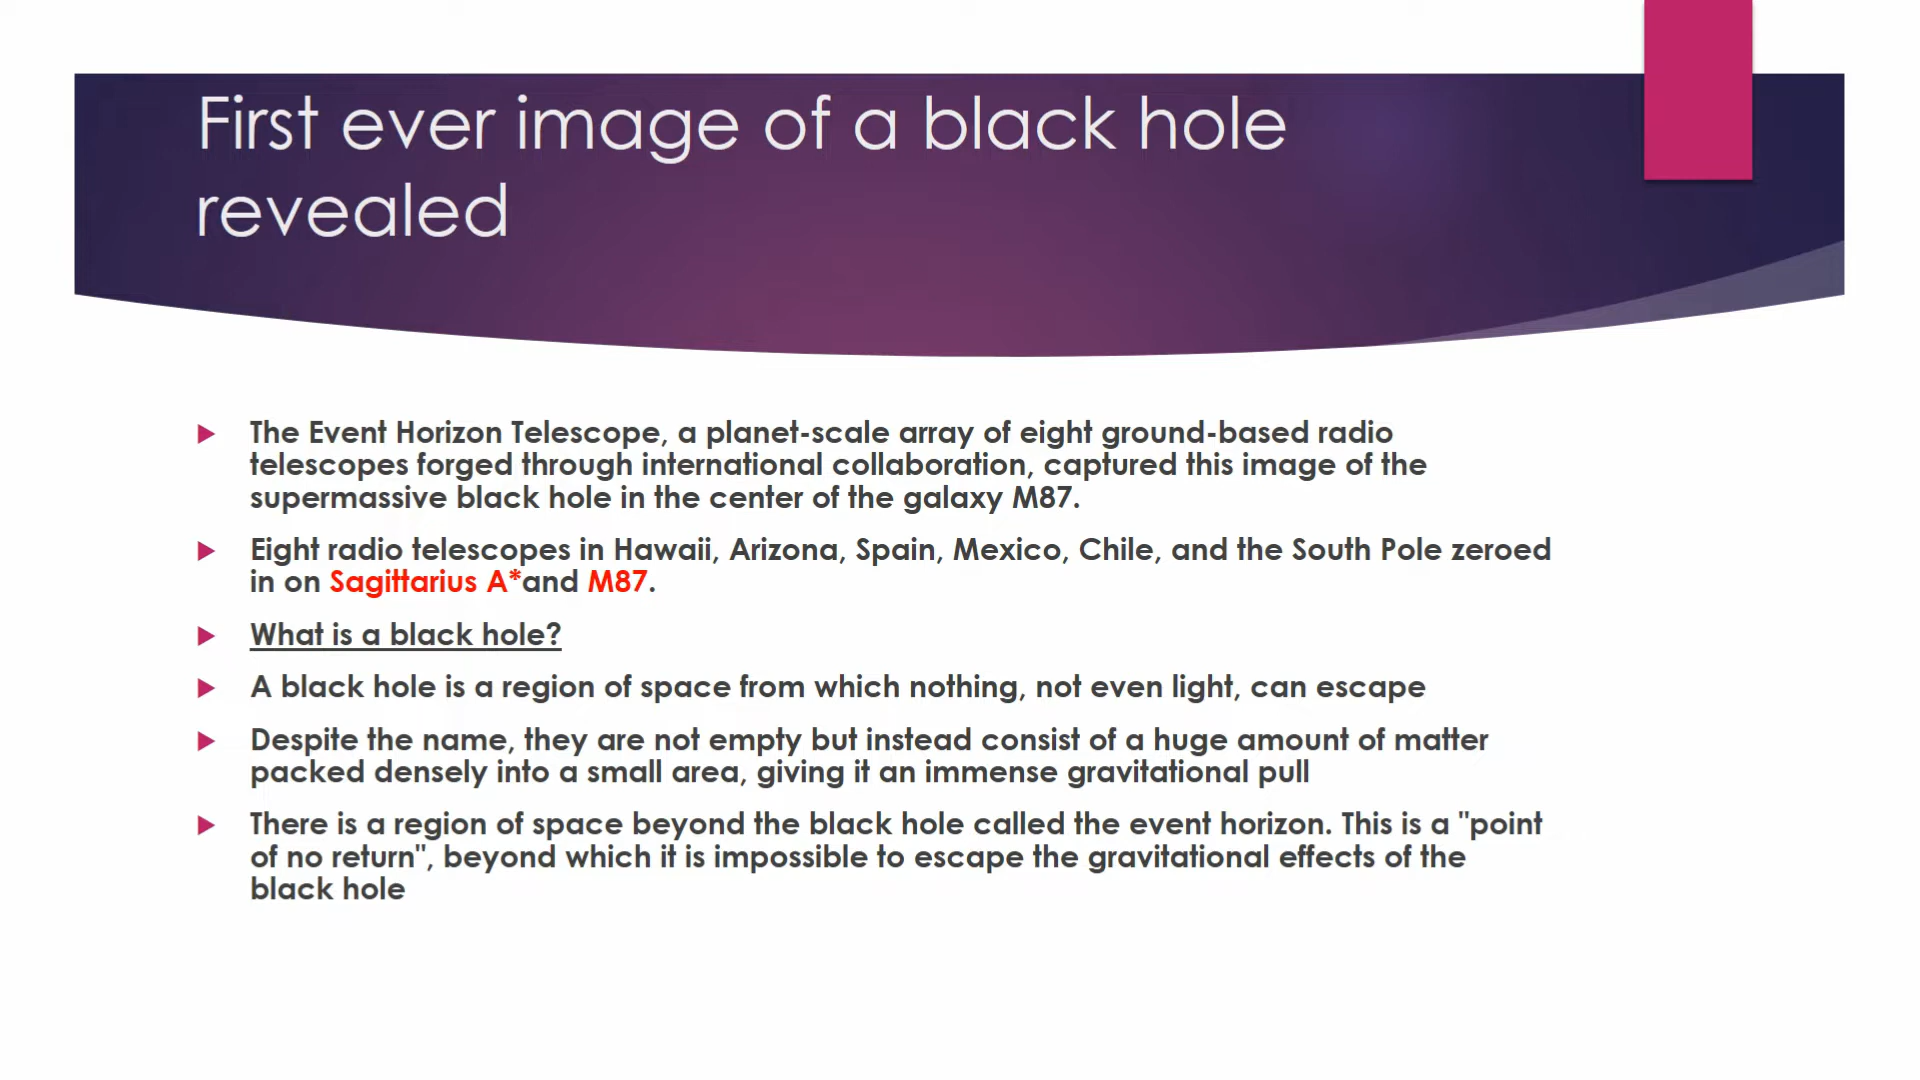 First ever image of a black hole
revealed
The Event Horizon Telescope, a planet-scale array of eight ground-based radio
telescopes forged through international collaboration, captured this image of the
supermassive black hole in the center of the galaxy M87.
Eight radio telescopes in Hawaii, Arizona, Spain, Mexico, Chile, and the South Pole zeroed
in on Sagittarius A*and M87.
What is a black hole?
A black hole is a region of space from which nothing, not even light, can escape
Despite the name, they are not empty but instead consist of a huge amount of matter
packed densely into a small area, giving it an immense gravitational pull
There is a region of space beyond the black hole called the event horizon. This is a "point
of no return", beyond which it is impossible to escape the gravitational effects of the
black hole